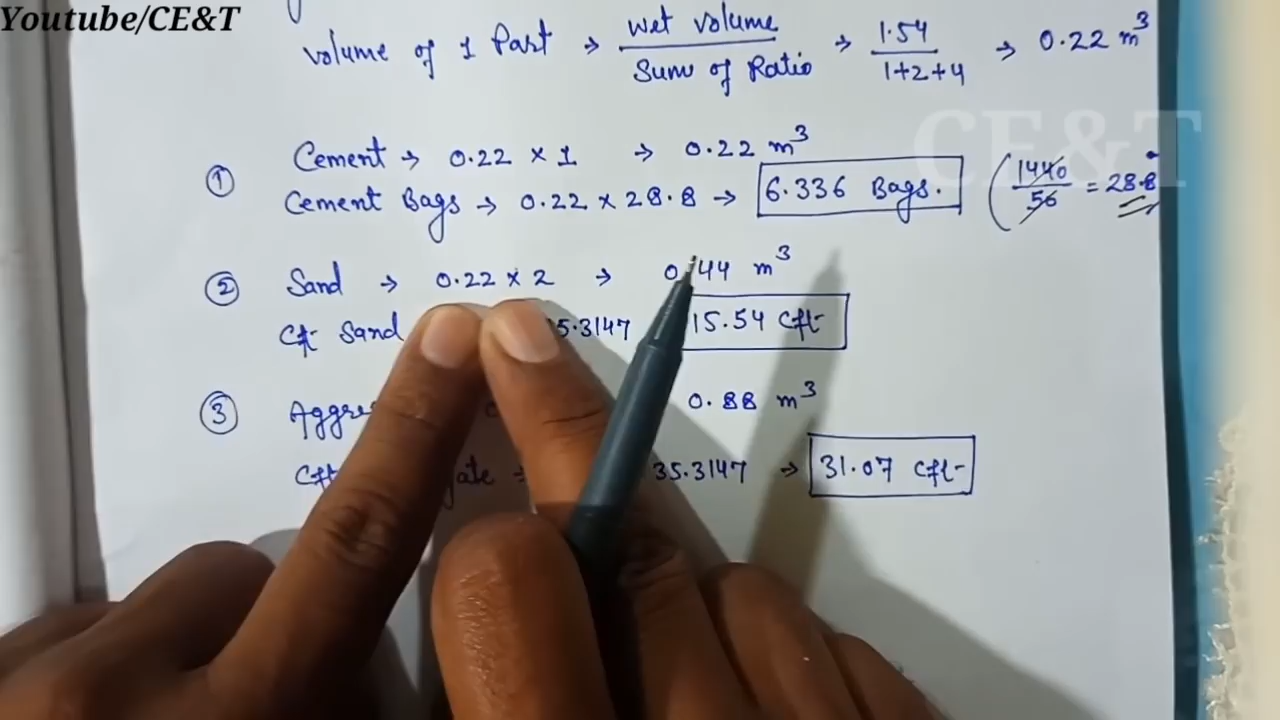 Youtube/CE&T
Volume of 1 Part → wet volume / Sum of Ratio → 1.54 / 1+2+4 → 0.22 m³
CE&T
① Cement → 0.22 × 1 → 0.22 m³
Cement Bags → 0.22 × 28.8 → 6.336 Bags. ( 1440 / 56 = 28.8
② Sand → 0.22 × 2 → 0.44 m³
Cft Sand 5.3147 15.54 Cft
③ 0.88 m³
Cft 35.3147 → 31.07 Cft